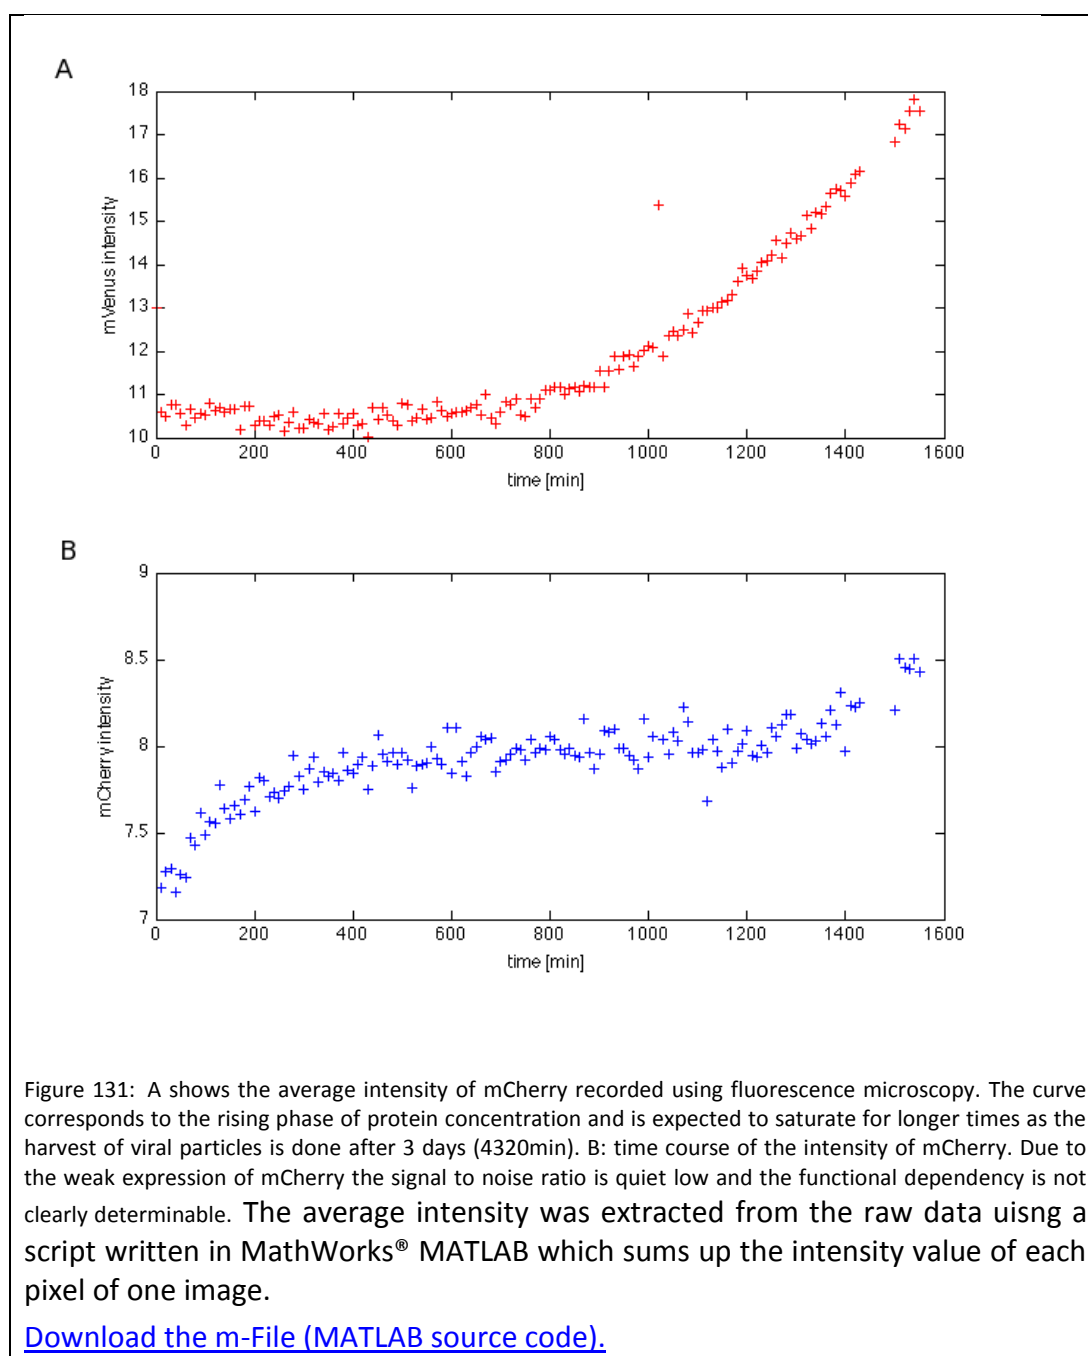 A
18
17
16
15
14
13
12
11
10
mVenus intensity
0 200 400 600 800 1000 1200 1400 1600
time [min]
B
9
8.5
8
7.5
7
mCherry intensity
0 200 400 600 800 1000 1200 1400 1600
time [min]
Figure 131: A shows the average intensity of mCherry recorded using fluorescence microscopy. The curve
corresponds to the rising phase of protein concentration and is expected to saturate for longer times as the
harvest of viral particles is done after 3 days (4320min). B: time course of the intensity of mCherry. Due to
the weak expression of mCherry the signal to noise ratio is quiet low and the functional dependency is not
clearly determinable. The average intensity was extracted from the raw data uisng a
script written in MathWorks® MATLAB which sums up the intensity value of each
pixel of one image.
Download the m-File (MATLAB source code).